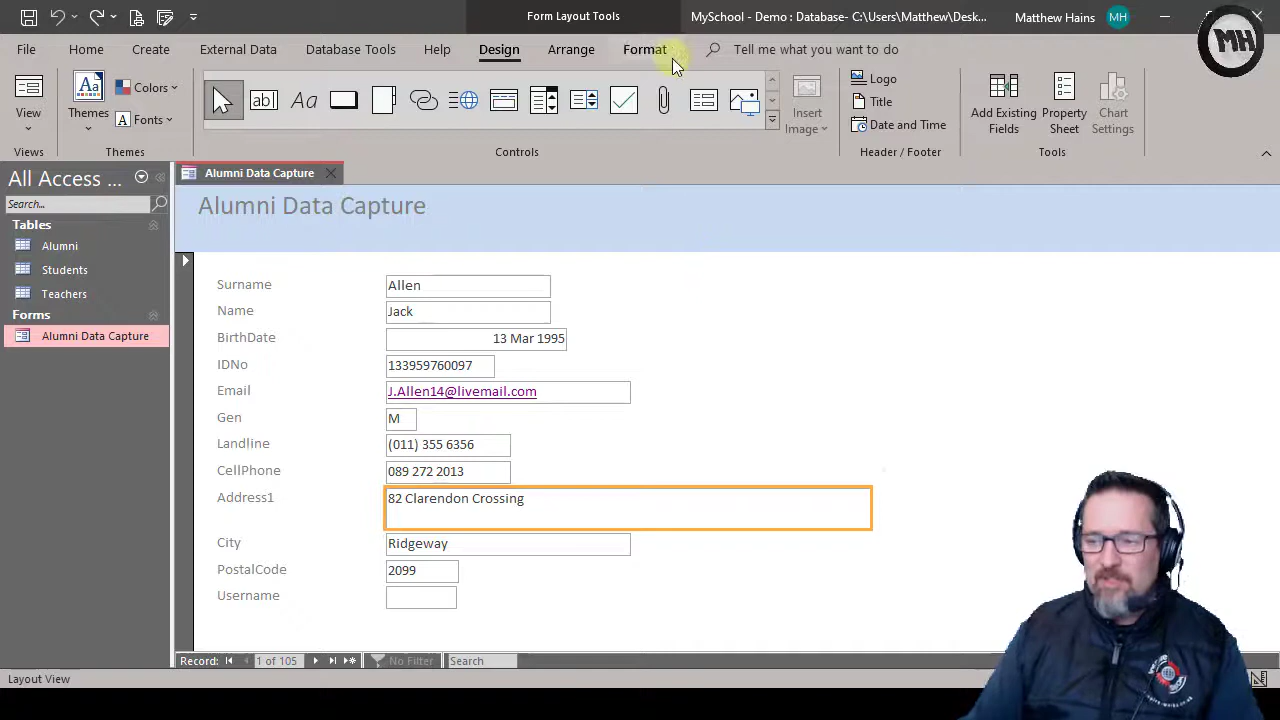 Form Layout Tools
MySchool - Demo : Database- C:\Users\Matthew\Desk...
Matthew Hains
MH
File
Home
Create
External Data
Database Tools
Help
Design
Arrange
Format
Tell me what you want to do
MH
View
Views
Aa
Themes
Colors
Fonts
Themes
ab
Aa
Controls
Insert Image
Logo
Title
Date and Time
Header / Footer
Add Existing Fields
Property Sheet
Chart Settings
Tools
All Access ...
Search...
Tables
Alumni
Students
Teachers
Forms
Alumni Data Capture
Alumni Data Capture
Alumni Data Capture
Surname Allen
Name Jack
BirthDate 13 Mar 1995
IDNo 133959760097
Email J.Allen14@livemail.com
Gen M
Landline (011) 355 6356
CellPhone 089 272 2013
Address1 82 Clarendon Crossing
City Ridgeway
PostalCode 2099
Username
Record: 1 of 105 No Filter Search
Layout View